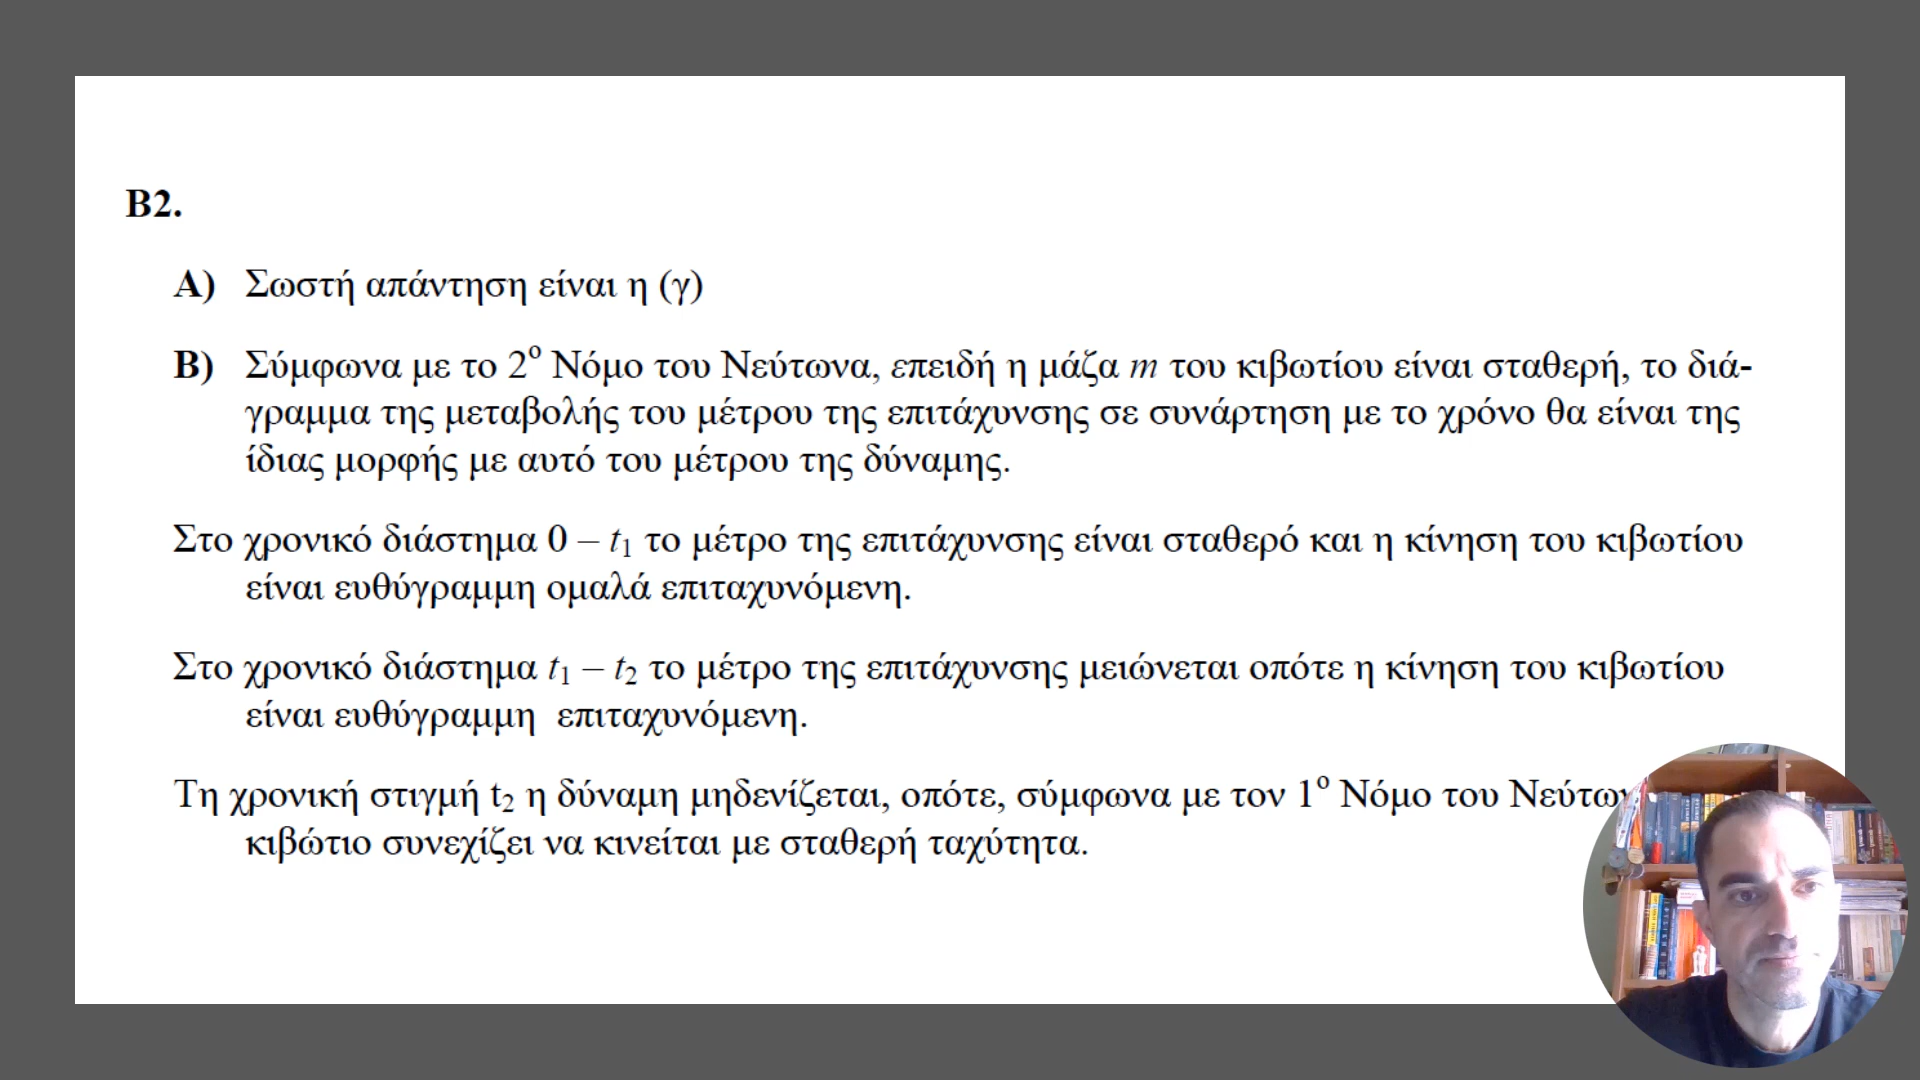 B2.
A) Σωστή απάντηση είναι η (γ)
B) Σύμφωνα με το 2ο Νόμο του Νεύτωνα, επειδή η μάζα m του κιβωτίου είναι σταθερή, το διά-
γραμμα της μεταβολής του μέτρου της επιτάχυνσης σε συνάρτηση με το χρόνο θα είναι της
ίδιας μορφής με αυτό του μέτρου της δύναμης.
Στο χρονικό διάστημα 0 – t1 το μέτρο της επιτάχυνσης είναι σταθερό και η κίνηση του κιβωτίου
είναι ευθύγραμμη ομαλά επιταχυνόμενη.
Στο χρονικό διάστημα t1 – t2 το μέτρο της επιτάχυνσης μειώνεται οπότε η κίνηση του κιβωτίου
είναι ευθύγραμμη επιταχυνόμενη.
Τη χρονική στιγμή t2 η δύναμη μηδενίζεται, οπότε, σύμφωνα με τον 1ο Νόμο του
κιβώτιο συνεχίζει να κινείται με σταθερή ταχύτητα.